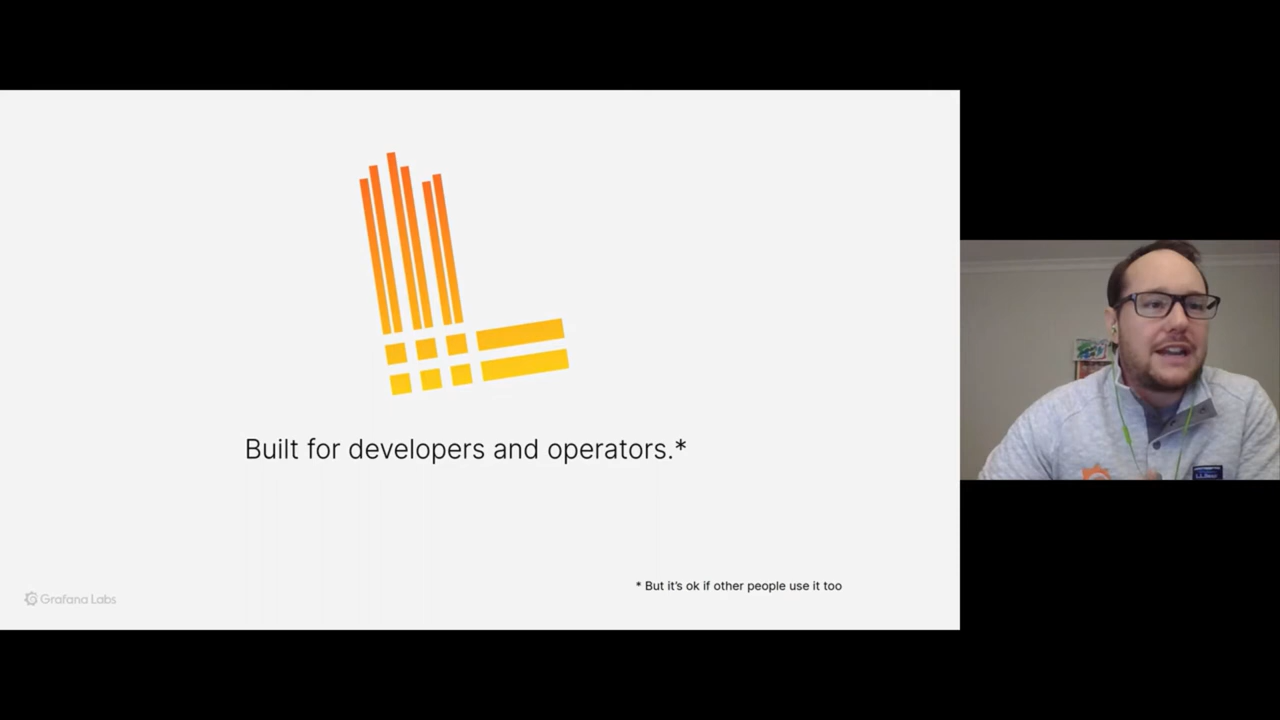 Built for developers and operators.*
* But it's ok if other people use it too
Grafana Labs